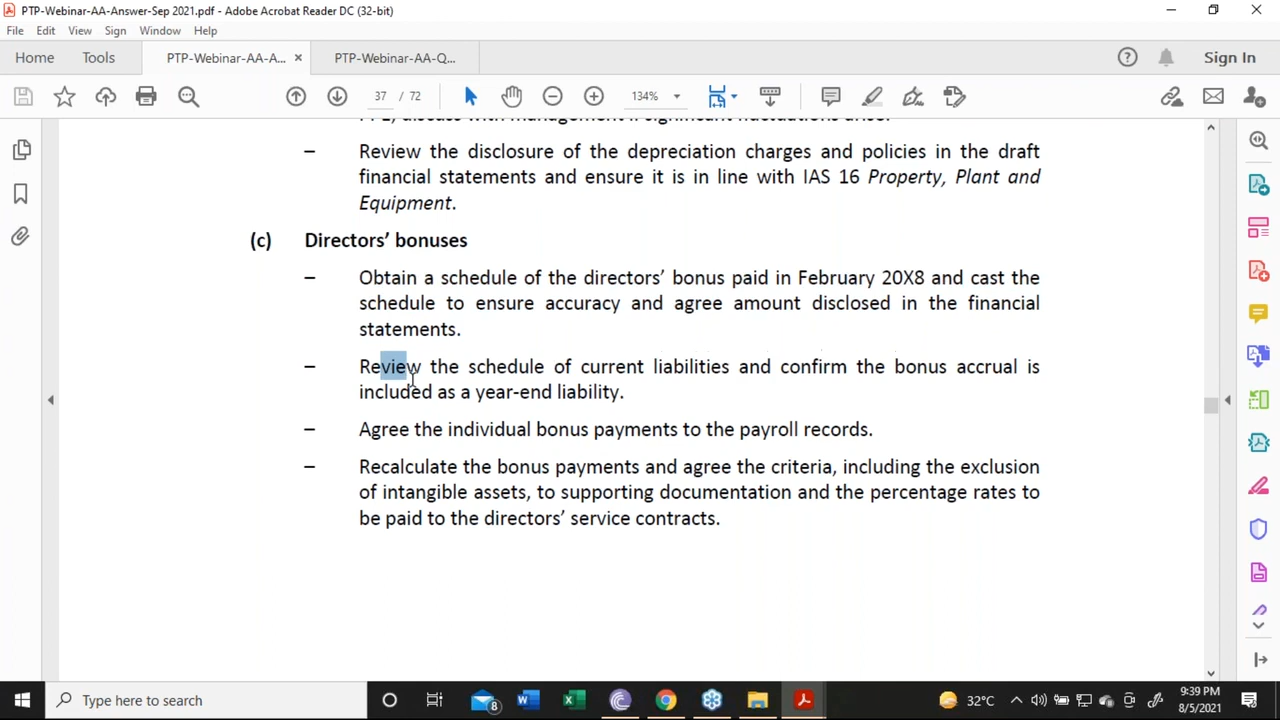 PTP-Webinar-AA-Answer-Sep 2021.pdf - Adobe Acrobat Reader DC (32-bit)
File Edit View Sign Window Help
Home Tools PTP-Webinar-AA-A... × PTP-Webinar-AA-Q... Sign In
37 / 72 134%
– Review the disclosure of the depreciation charges and policies in the draft
financial statements and ensure it is in line with IAS 16 Property, Plant and
Equipment.
(c) Directors’ bonuses
– Obtain a schedule of the directors’ bonus paid in February 20X8 and cast the
schedule to ensure accuracy and agree amount disclosed in the financial
statements.
– Review the schedule of current liabilities and confirm the bonus accrual is
included as a year-end liability.
– Agree the individual bonus payments to the payroll records.
– Recalculate the bonus payments and agree the criteria, including the exclusion
of intangible assets, to supporting documentation and the percentage rates to
be paid to the directors’ service contracts.
Type here to search 8 32°C 9:39 PM
8/5/2021